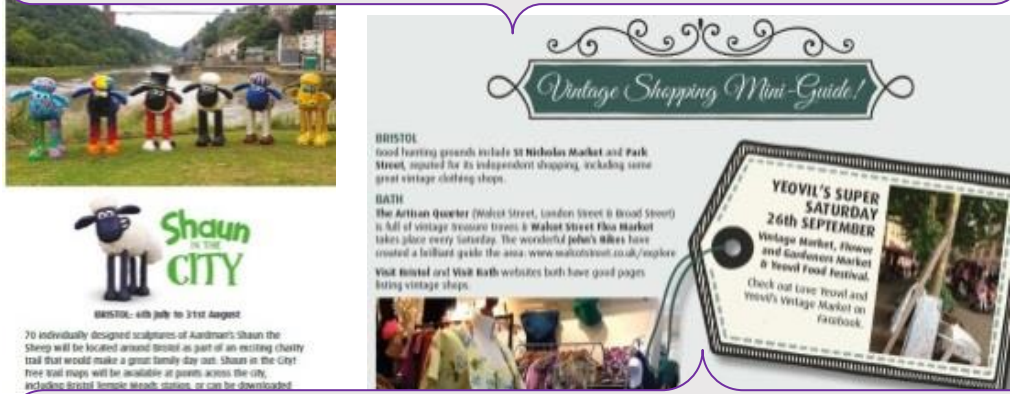 Shaun
IN THE
CITY
BRISTOL: 6th July to 31st August
70 individually designed sculptures of Aardman's Shaun the
Sheep will be located around Bristol as part of an exciting charity
trail that would make a great family day out. Shaun in the City!
Free trail maps will be available at points across the city,
including Bristol Temple Meads station, or can be downloaded
Vintage Shopping Mini-Guide!
BRISTOL
Good hunting grounds include St Nicholas Market and Park
Street, reputed for its independent shopping, including some
great vintage clothing shops.
BATH
The Artisan Quarter (Walcot Street, London Street & Broad Street)
is full of vintage treasure troves & Walcot Street Flea Market
takes place every Saturday. The wonderful John's Bikes have
created a brilliant guide the area: www.walcotstreet.co.uk/explore
Visit Bristol and Visit Bath websites both have good pages
listing vintage shops.
YEOVIL'S SUPER
SATURDAY
26th SEPTEMBER
Vintage Market, Flower
and Gardeners Market
& Yeovil Food Festival.
Check out Love Yeovil and
Yeovil's Vintage Market on
Facebook.